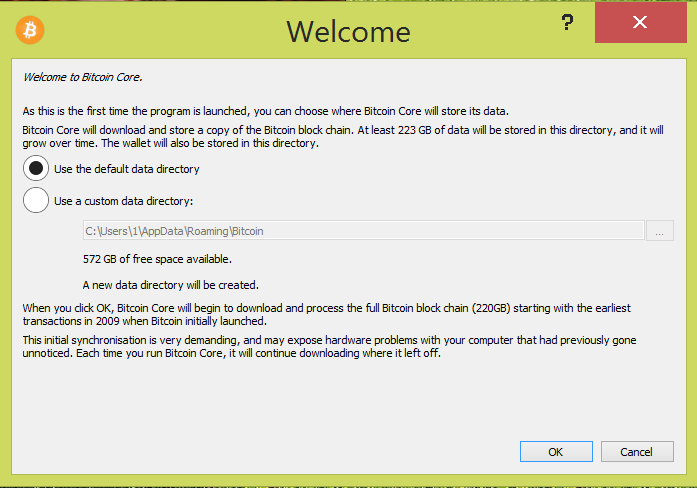 Welcome
?
Welcome to Bitcoin Core.
As this is the first time the program is launched, you can choose where Bitcoin Core will store its data.
Bitcoin Core will download and store a copy of the Bitcoin block chain. At least 223 GB of data will be stored in this directory, and it will
grow over time. The wallet will also be stored in this directory.
Use the default data directory
Use a custom data directory:
C:\Users\1\AppData\Roaming\Bitcoin
...
572 GB of free space available.
A new data directory will be created.
When you click OK, Bitcoin Core will begin to download and process the full Bitcoin block chain (220GB) starting with the earliest
transactions in 2009 when Bitcoin initially launched.
This initial synchronisation is very demanding, and may expose hardware problems with your computer that had previously gone
unnoticed. Each time you run Bitcoin Core, it will continue downloading where it left off.
OK
Cancel